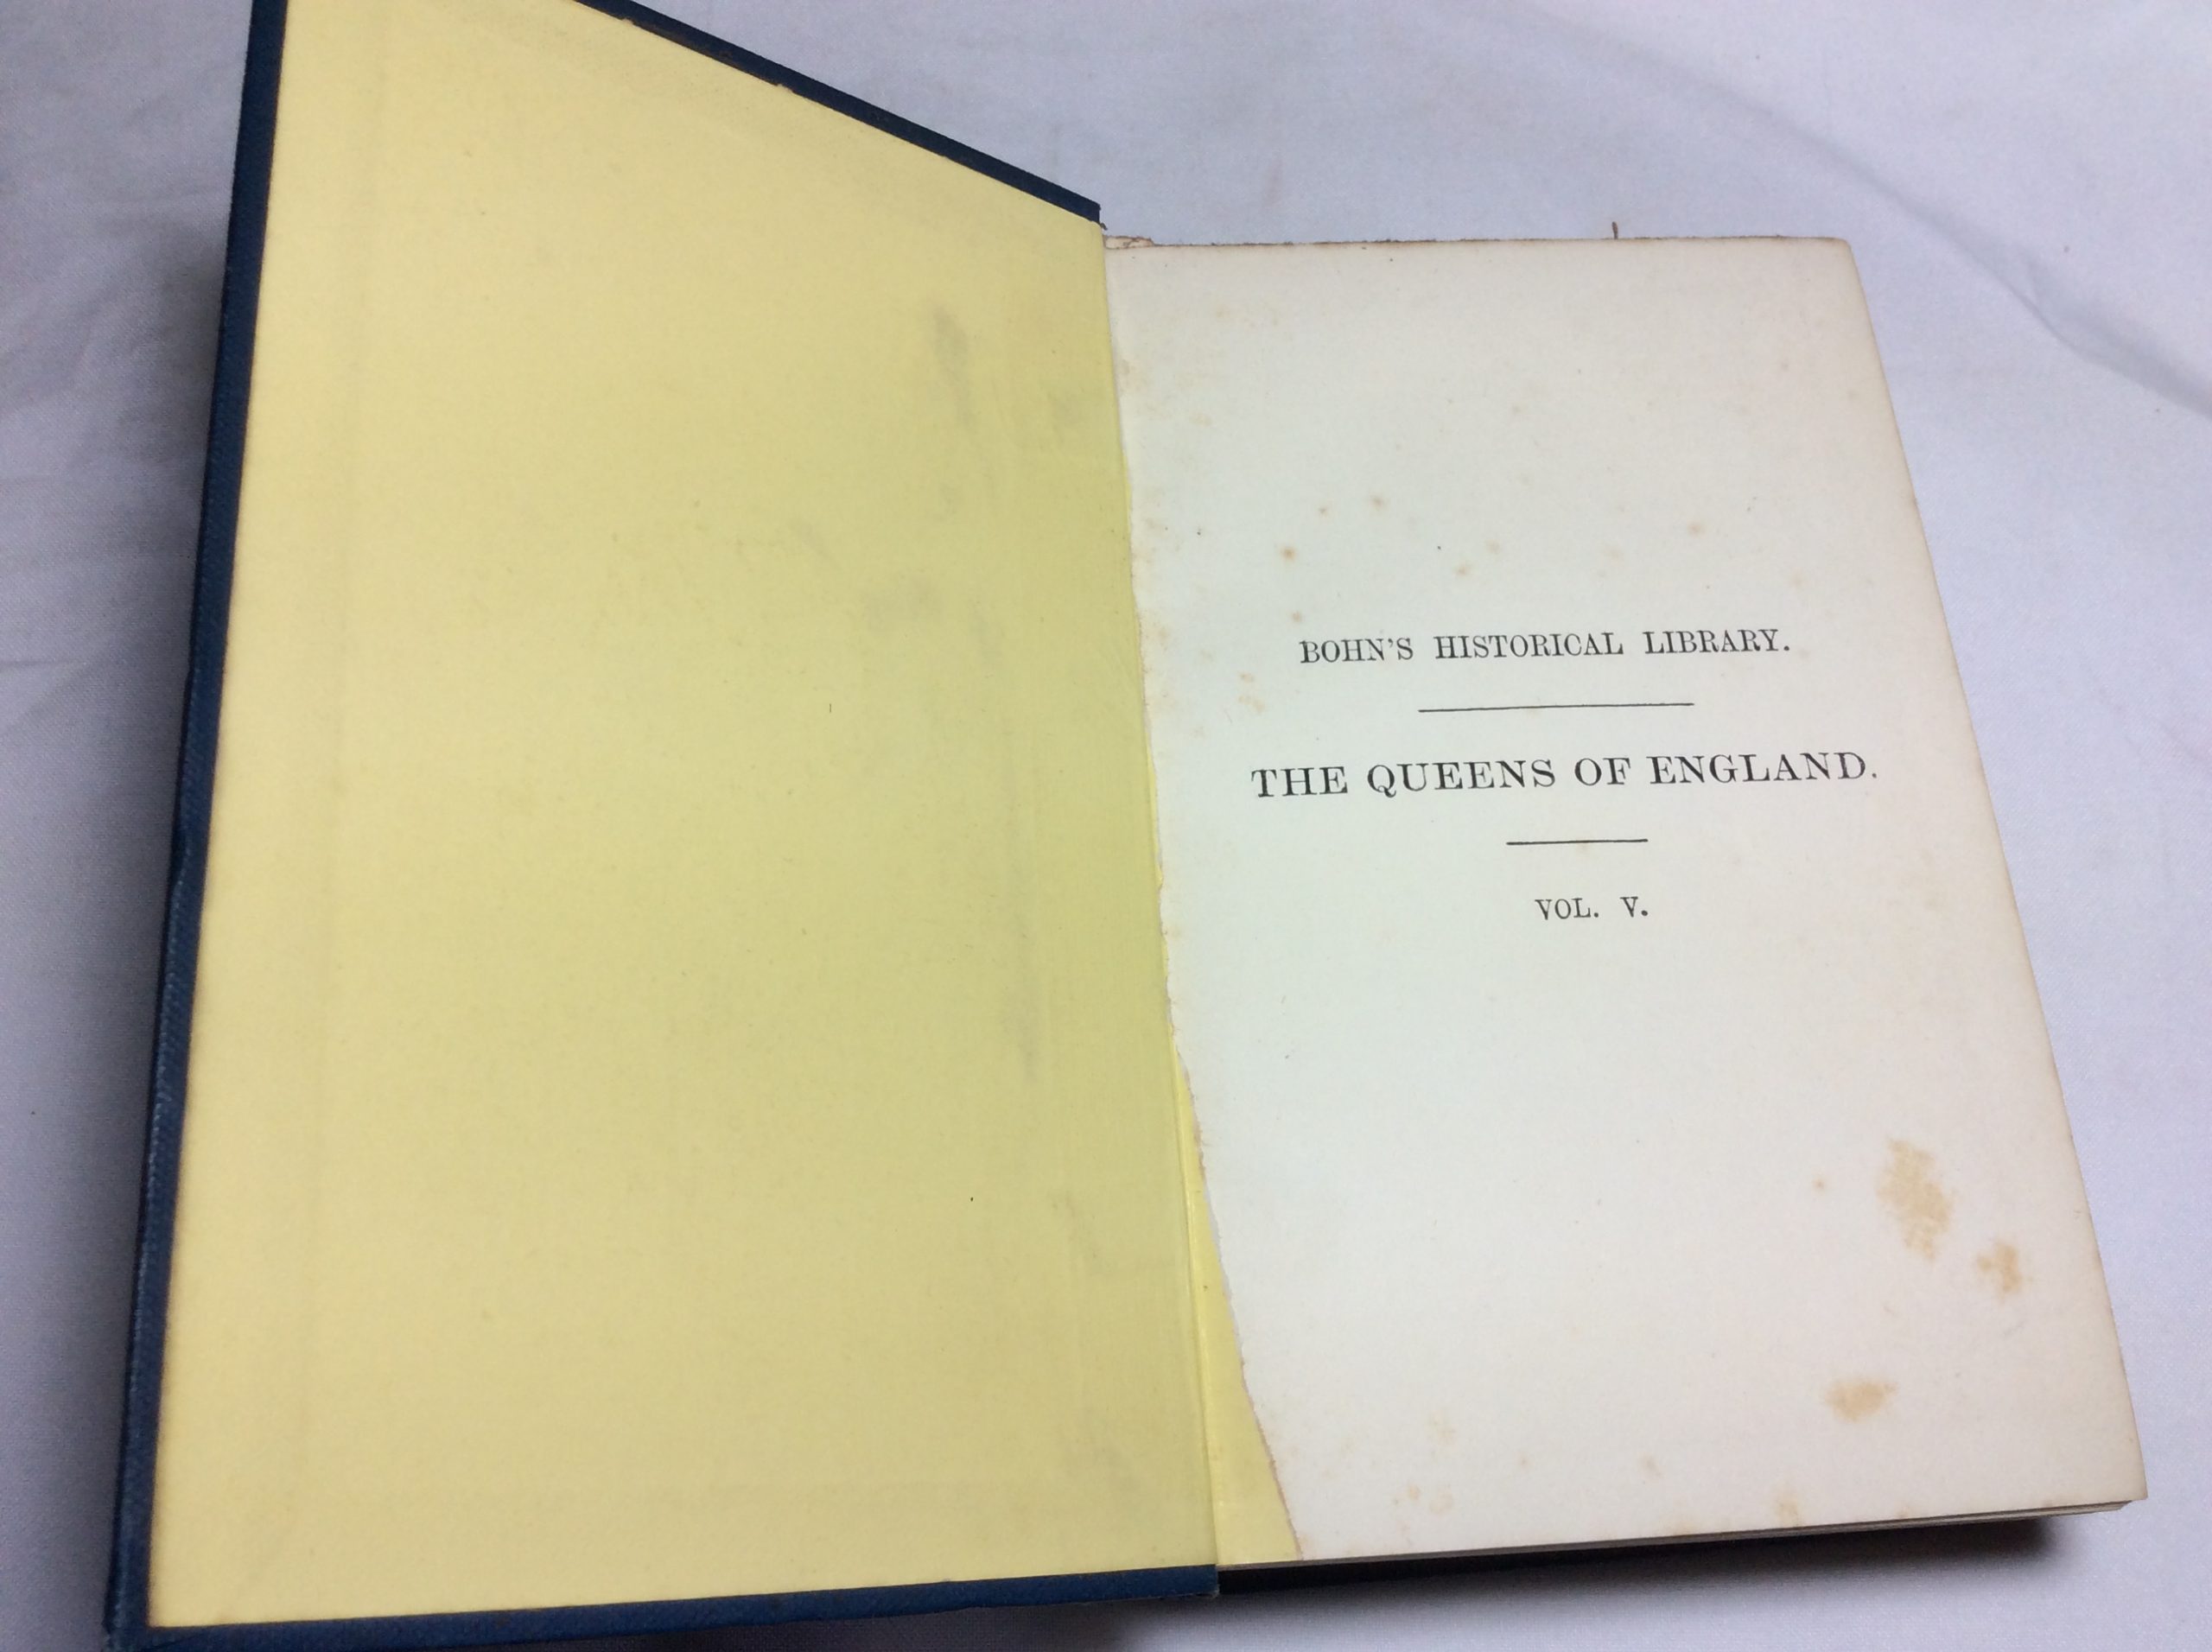 BOHN'S HISTORICAL LIBRARY.
THE QUEENS OF ENGLAND.
VOL. V.